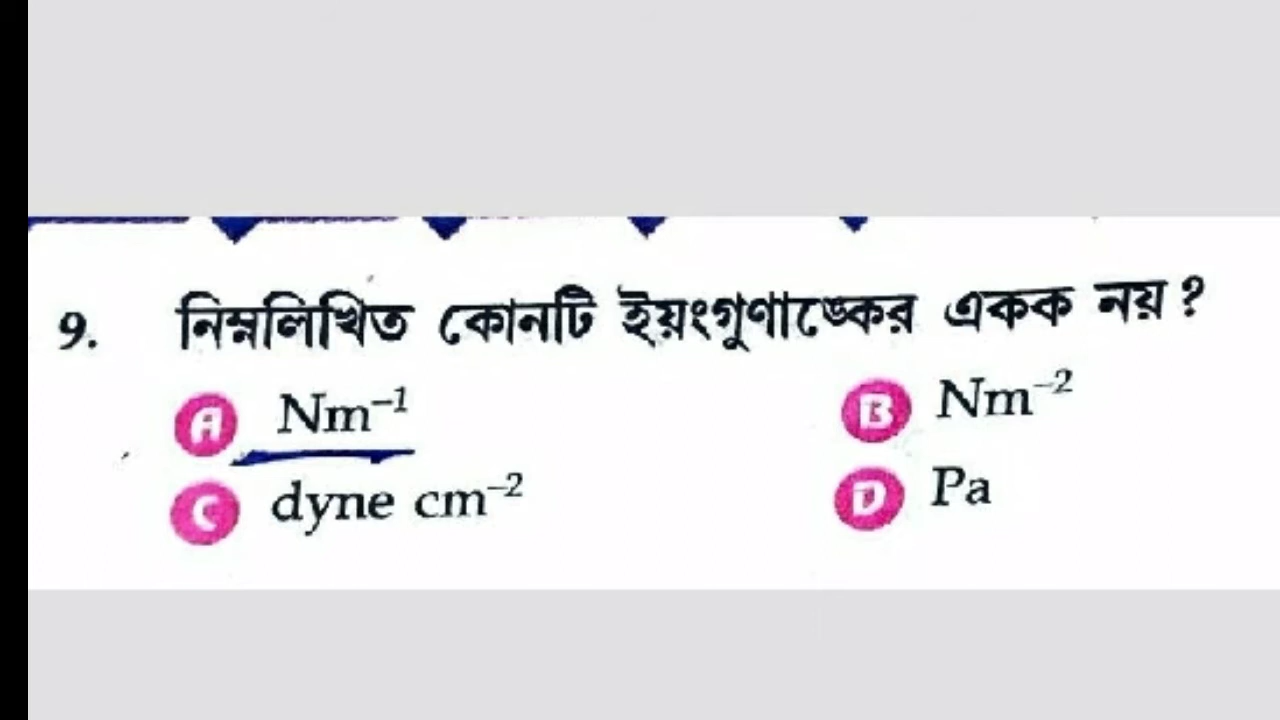 9. নিম্নলিখিত কোনটি ইয়ংগুণাঙ্কের একক নয় ?
A Nm⁻¹ B Nm⁻²
C dyne cm⁻² D Pa